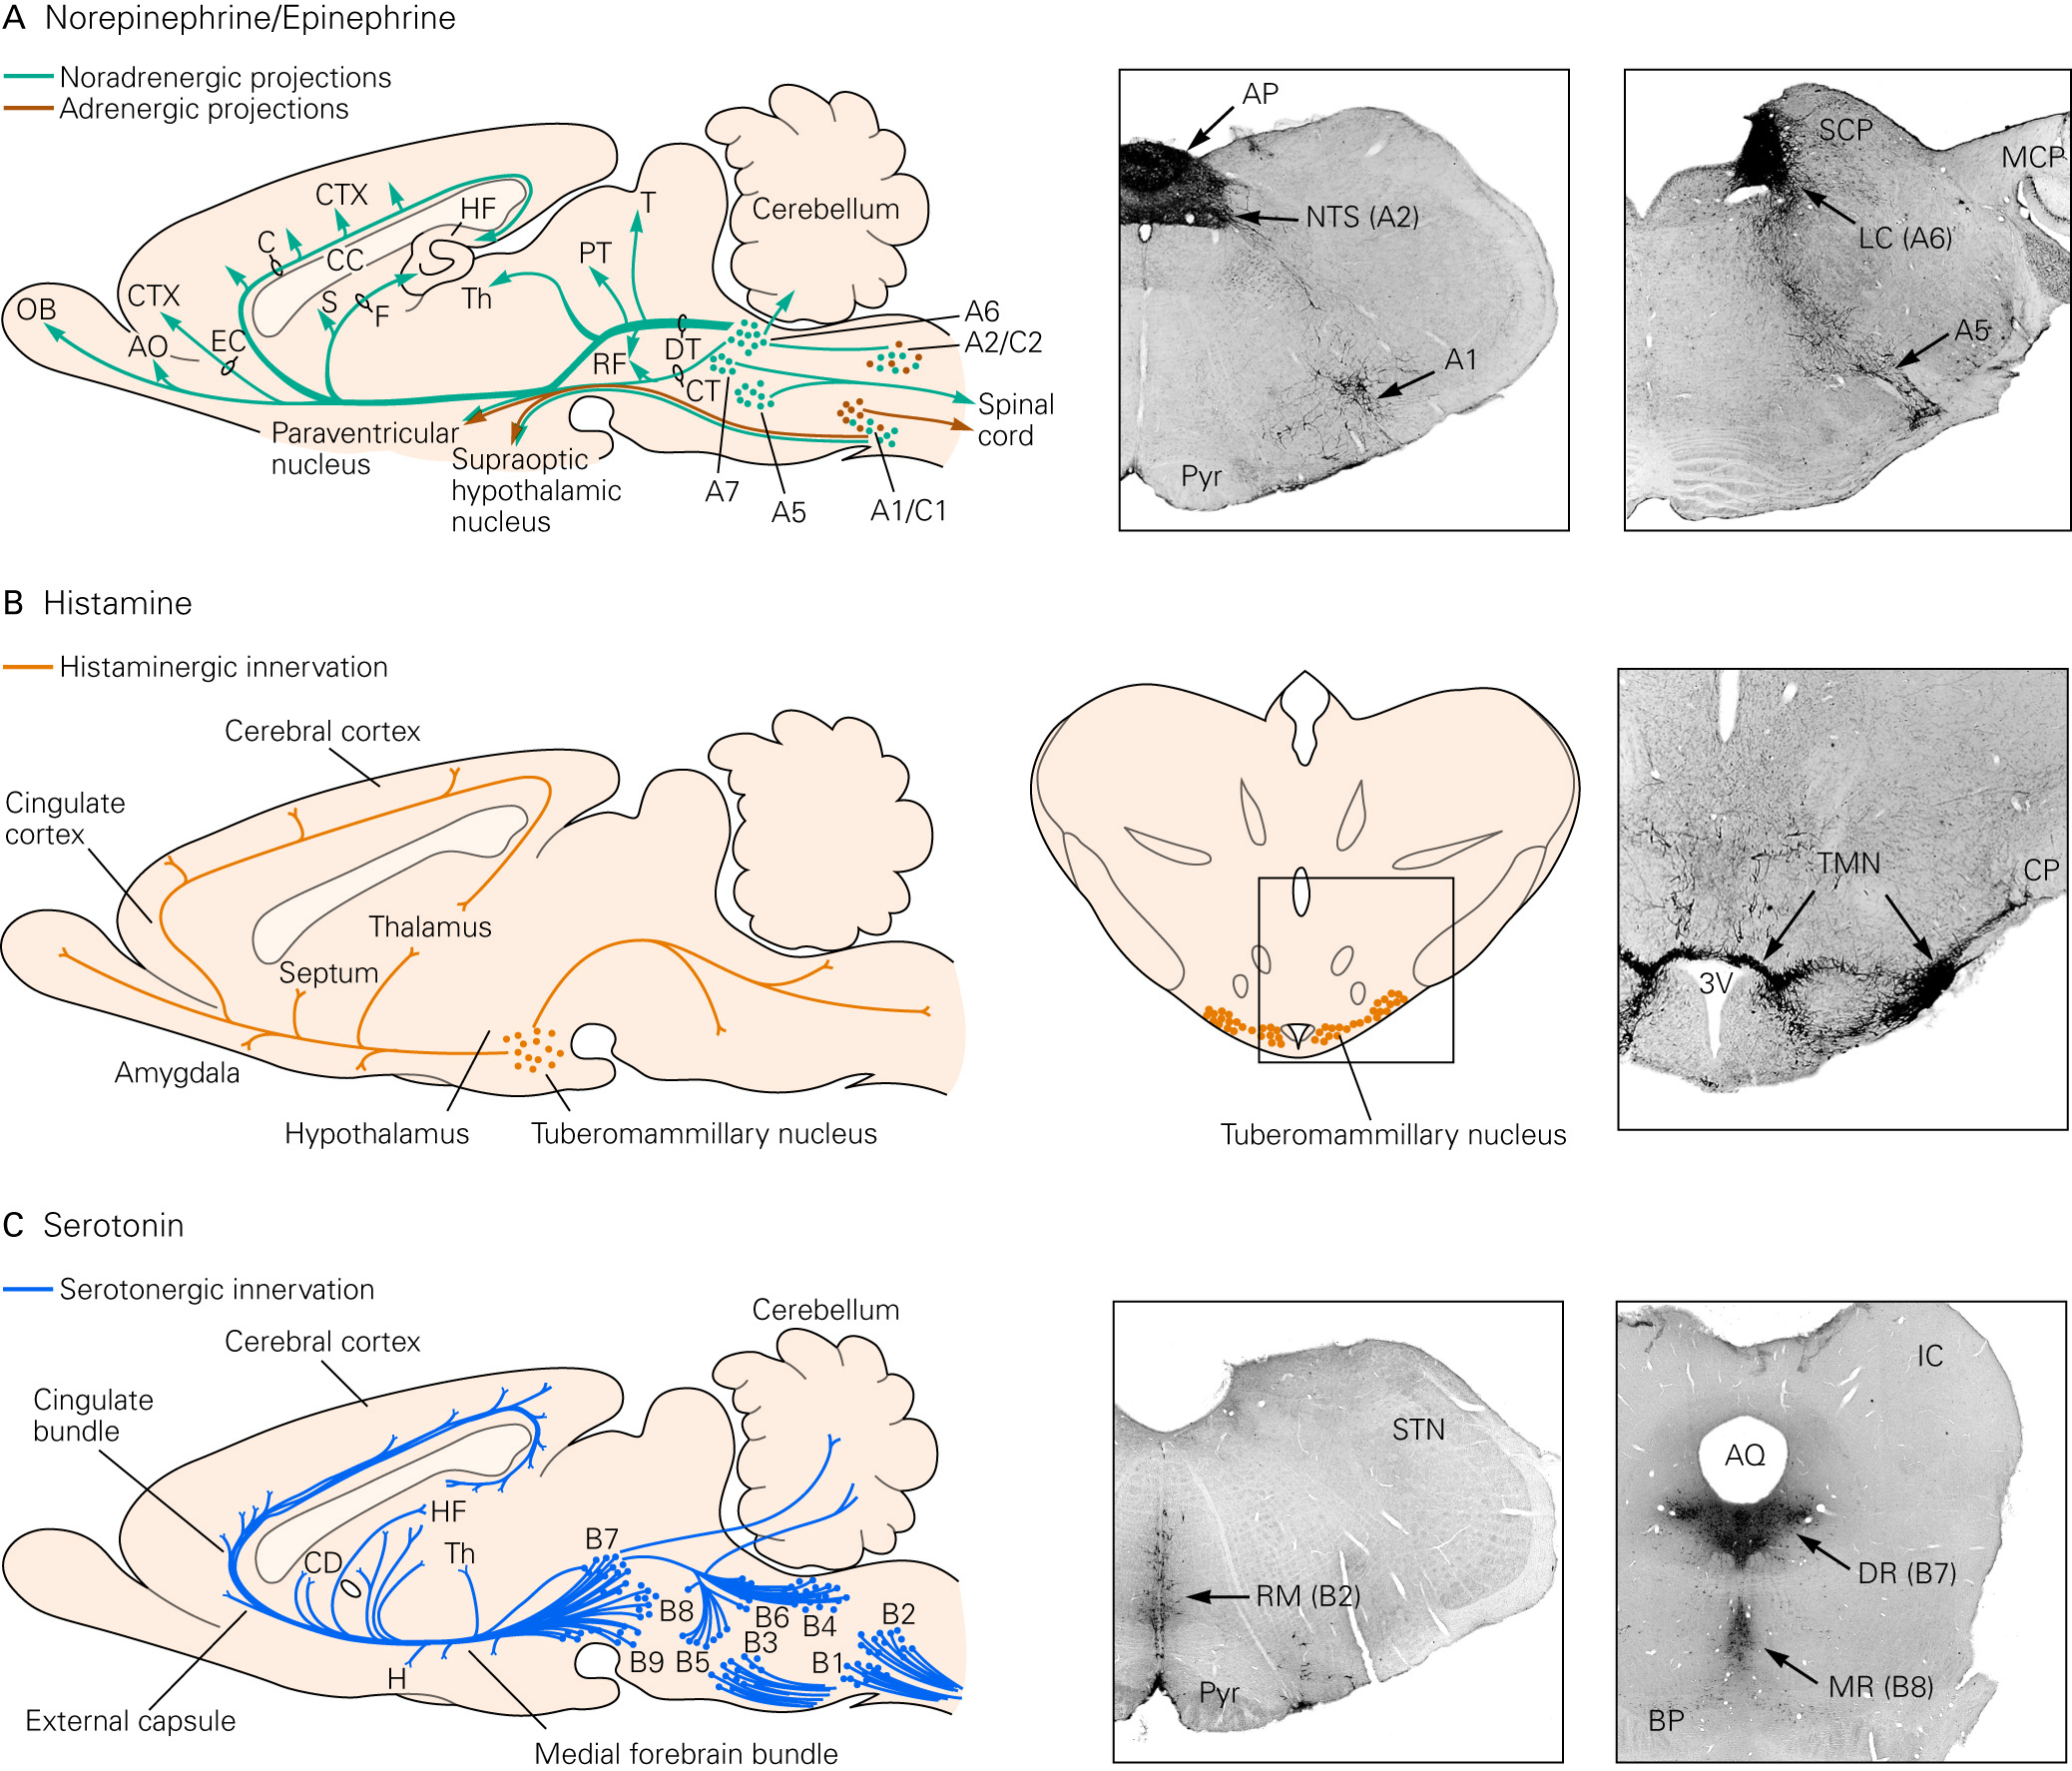 A Norepinephrine/Epinephrine
Noradrenergic projections
Adrenergic projections
CTX
HF
C
CC
T
Cerebellum
PT
OB
CTX
S
F
Th
AO
EC
RF
DT
CT
A6
A2/C2
Spinal
cord
Paraventricular
nucleus
Supraoptic
hypothalamic
nucleus
A7
A5
A1/C1
AP
NTS (A2)
A1
Pyr
SCP
MCP
LC (A6)
A5
B Histamine
Histaminergic innervation
Cerebral cortex
Cingulate
cortex
Thalamus
Septum
Amygdala
Hypothalamus
Tuberomammillary nucleus
Tuberomammillary nucleus
TMN
CP
3V
C Serotonin
Serotonergic innervation
Cerebellum
Cerebral cortex
Cingulate
bundle
HF
CD
Th
B7
B8
B6
B4
B2
B3
B9
B5
B1
H
External capsule
Medial forebrain bundle
STN
RM (B2)
Pyr
IC
AQ
DR (B7)
MR (B8)
BP